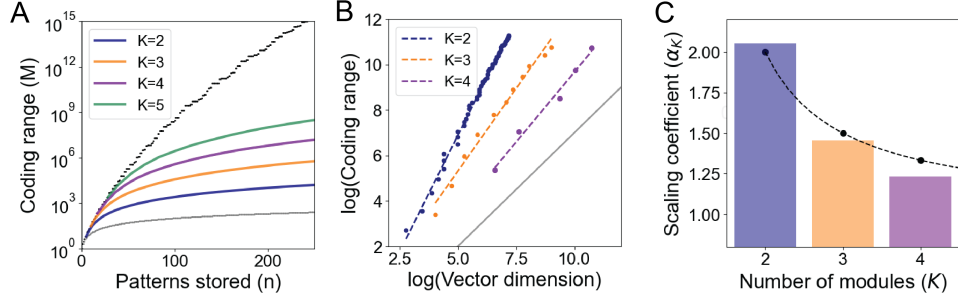 A
Coding range (M)
10^15
10^12
10^9
10^6
10^3
10^0
K=2
K=3
K=4
K=5
0
100
200
Patterns stored (n)
B
log(Coding range)
12
10
8
6
4
2
K=2
K=3
K=4
2.5
5.0
7.5
10.0
log(Vector dimension)
C
Scaling coefficient (α_K)
2.00
1.75
1.50
1.25
1.00
2
3
4
Number of modules (K)